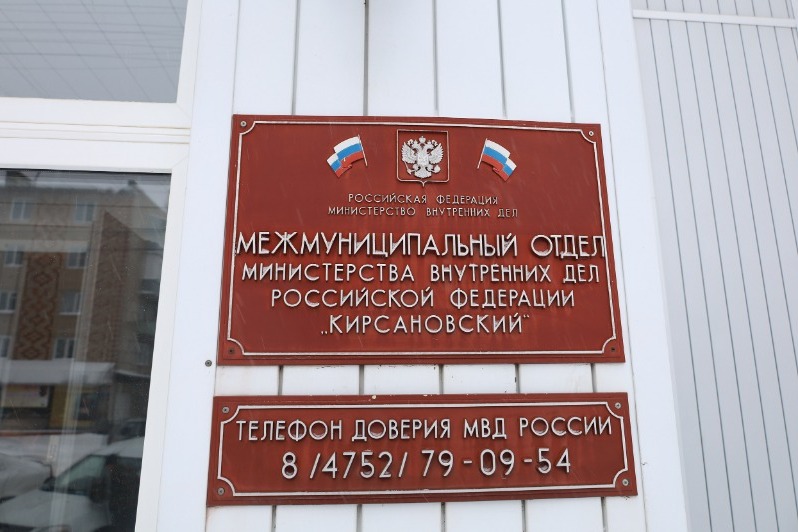 РОССИЙСКАЯ ФЕДЕРАЦИЯ
МИНИСТЕРСТВО ВНУТРЕННИХ ДЕЛ
МЕЖМУНИЦИПАЛЬНЫЙ ОТДЕЛ
МИНИСТЕРСТВА ВНУТРЕННИХ ДЕЛ
РОССИЙСКОЙ ФЕДЕРАЦИИ
„КИРСАНОВСКИЙ"
ТЕЛЕФОН ДОВЕРИЯ МВД РОССИИ
8 /4752/ 79-09-54